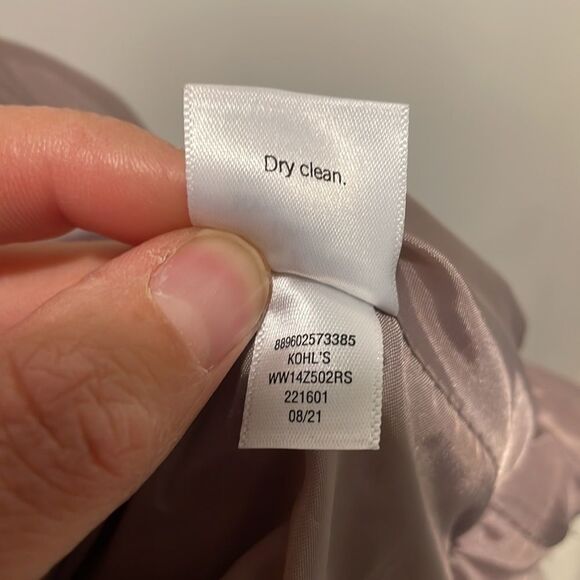 Dry clean.
889602573385
KOHL'S
WW14Z502RS
221601
08/21